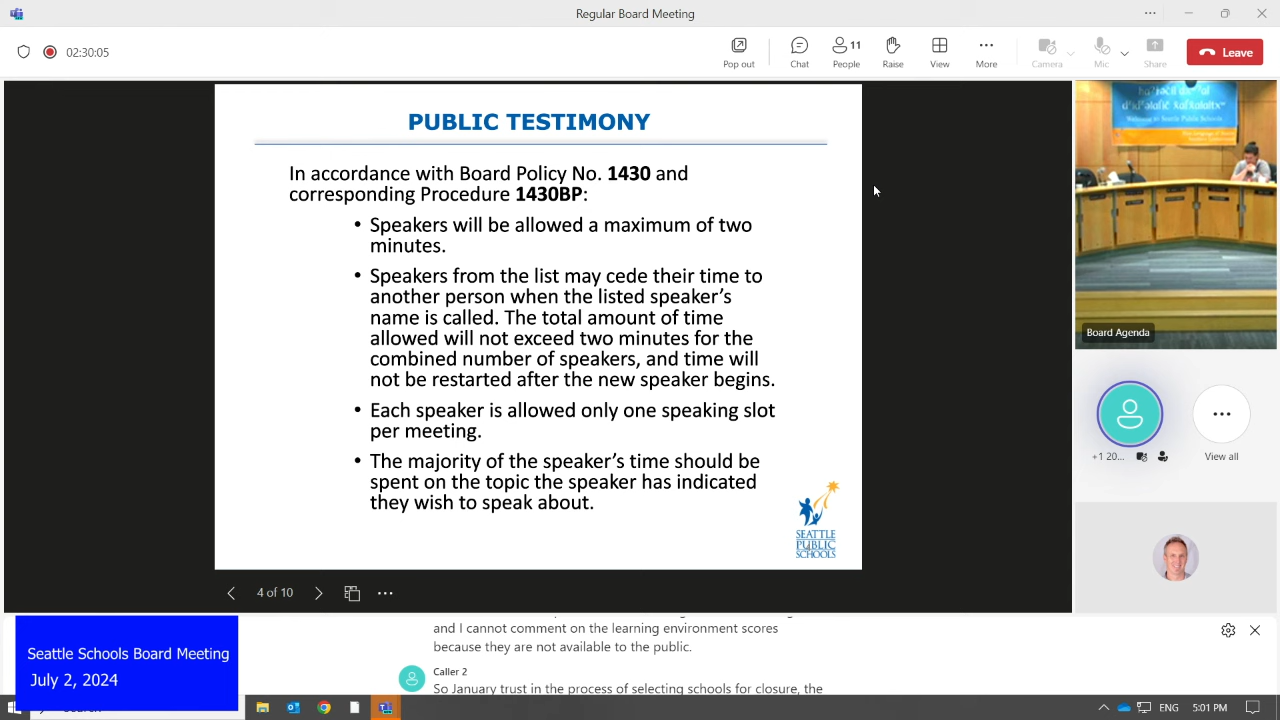 Regular Board Meeting
02:30:05
Pop out
Chat
11
People
Raise
View
More
Camera
Mic
Share
Leave
PUBLIC TESTIMONY
In accordance with Board Policy No. 1430 and
corresponding Procedure 1430BP:
• Speakers will be allowed a maximum of two
minutes.
• Speakers from the list may cede their time to
another person when the listed speaker's
name is called. The total amount of time
allowed will not exceed two minutes for the
combined number of speakers, and time will
not be restarted after the new speaker begins.
• Each speaker is allowed only one speaking slot
per meeting.
• The majority of the speaker's time should be
spent on the topic the speaker has indicated
they wish to speak about.
SEATTLE
PUBLIC
SCHOOLS
4 of 10
Welcome to Seattle Public Schools
Board Agenda
+1 20...
View all
and I cannot comment on the learning environment scores
because they are not available to the public.
Caller 2
So January trust in the process of selecting schools for closure, the
Seattle Schools Board Meeting
July 2, 2024
ENG
5:01 PM